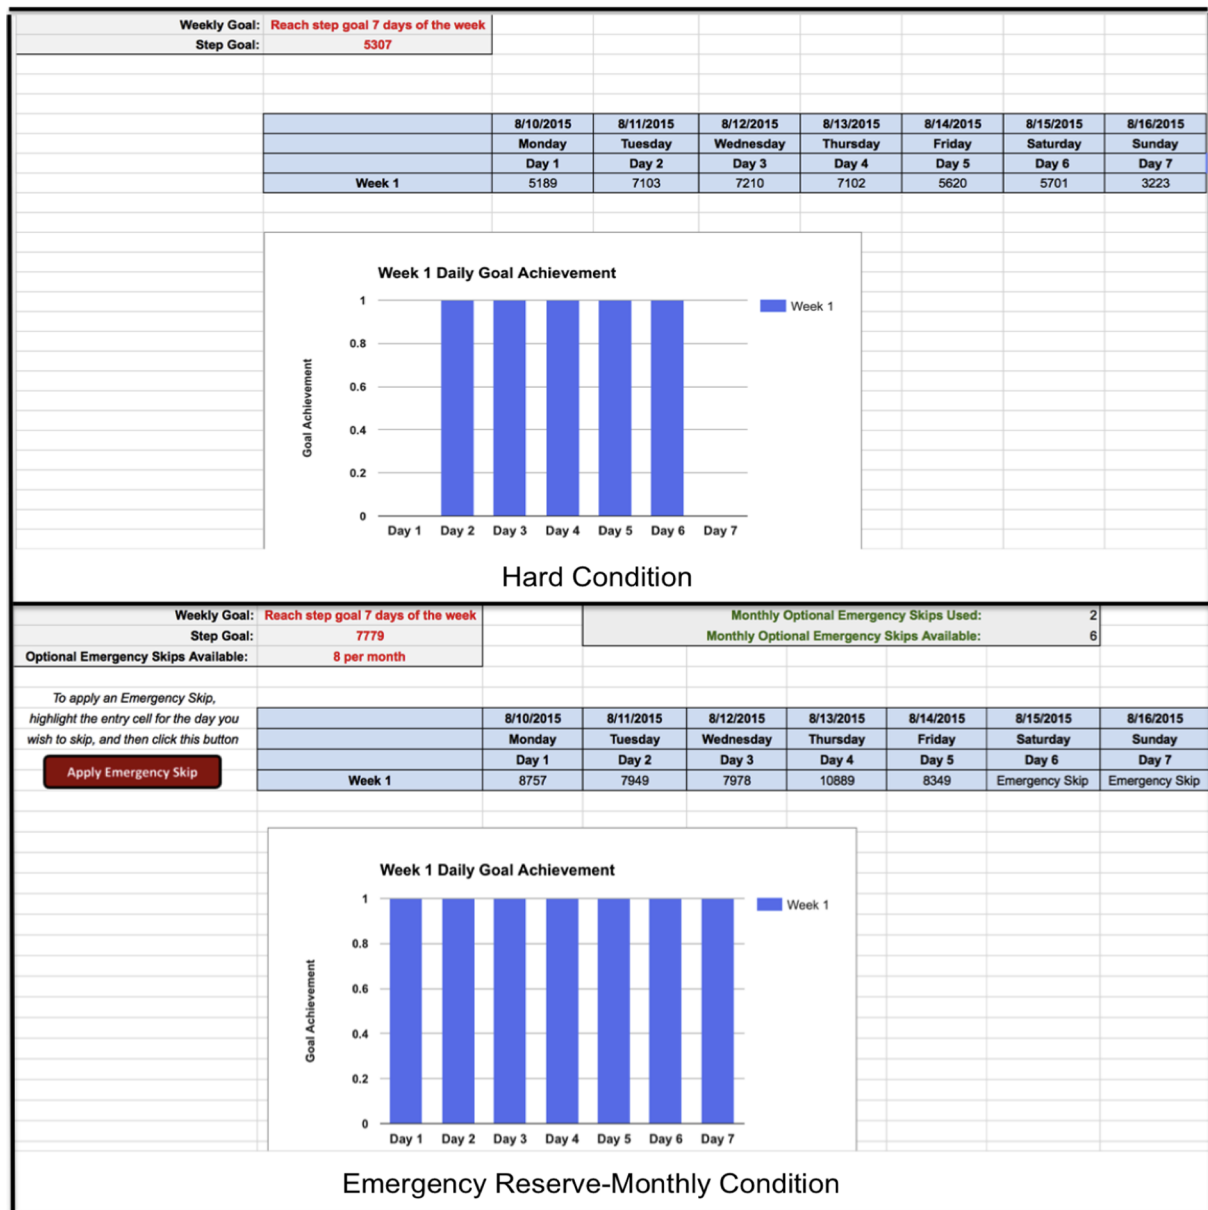 Weekly Goal: Reach step goal 7 days of the week
Step Goal: 5307
8/10/2015 8/11/2015 8/12/2015 8/13/2015 8/14/2015 8/15/2015 8/16/2015
Monday Tuesday Wednesday Thursday Friday Saturday Sunday
Day 1 Day 2 Day 3 Day 4 Day 5 Day 6 Day 7
Week 1 5189 7103 7210 7102 5620 5701 3223
Week 1 Daily Goal Achievement
Week 1
Goal Achievement
1
0.8
0.6
0.4
0.2
0
Day 1 Day 2 Day 3 Day 4 Day 5 Day 6 Day 7
Hard Condition
Weekly Goal: Reach step goal 7 days of the week Monthly Optional Emergency Skips Used: 2
Step Goal: 7779 Monthly Optional Emergency Skips Available: 6
Optional Emergency Skips Available: 8 per month
To apply an Emergency Skip,
highlight the entry cell for the day you
wish to skip, and then click this button
Apply Emergency Skip
8/10/2015 8/11/2015 8/12/2015 8/13/2015 8/14/2015 8/15/2015 8/16/2015
Monday Tuesday Wednesday Thursday Friday Saturday Sunday
Day 1 Day 2 Day 3 Day 4 Day 5 Day 6 Day 7
Week 1 8757 7949 7978 10889 8349 Emergency Skip Emergency Skip
Week 1 Daily Goal Achievement
Week 1
Goal Achievement
1
0.8
0.6
0.4
0.2
0
Day 1 Day 2 Day 3 Day 4 Day 5 Day 6 Day 7
Emergency Reserve-Monthly Condition